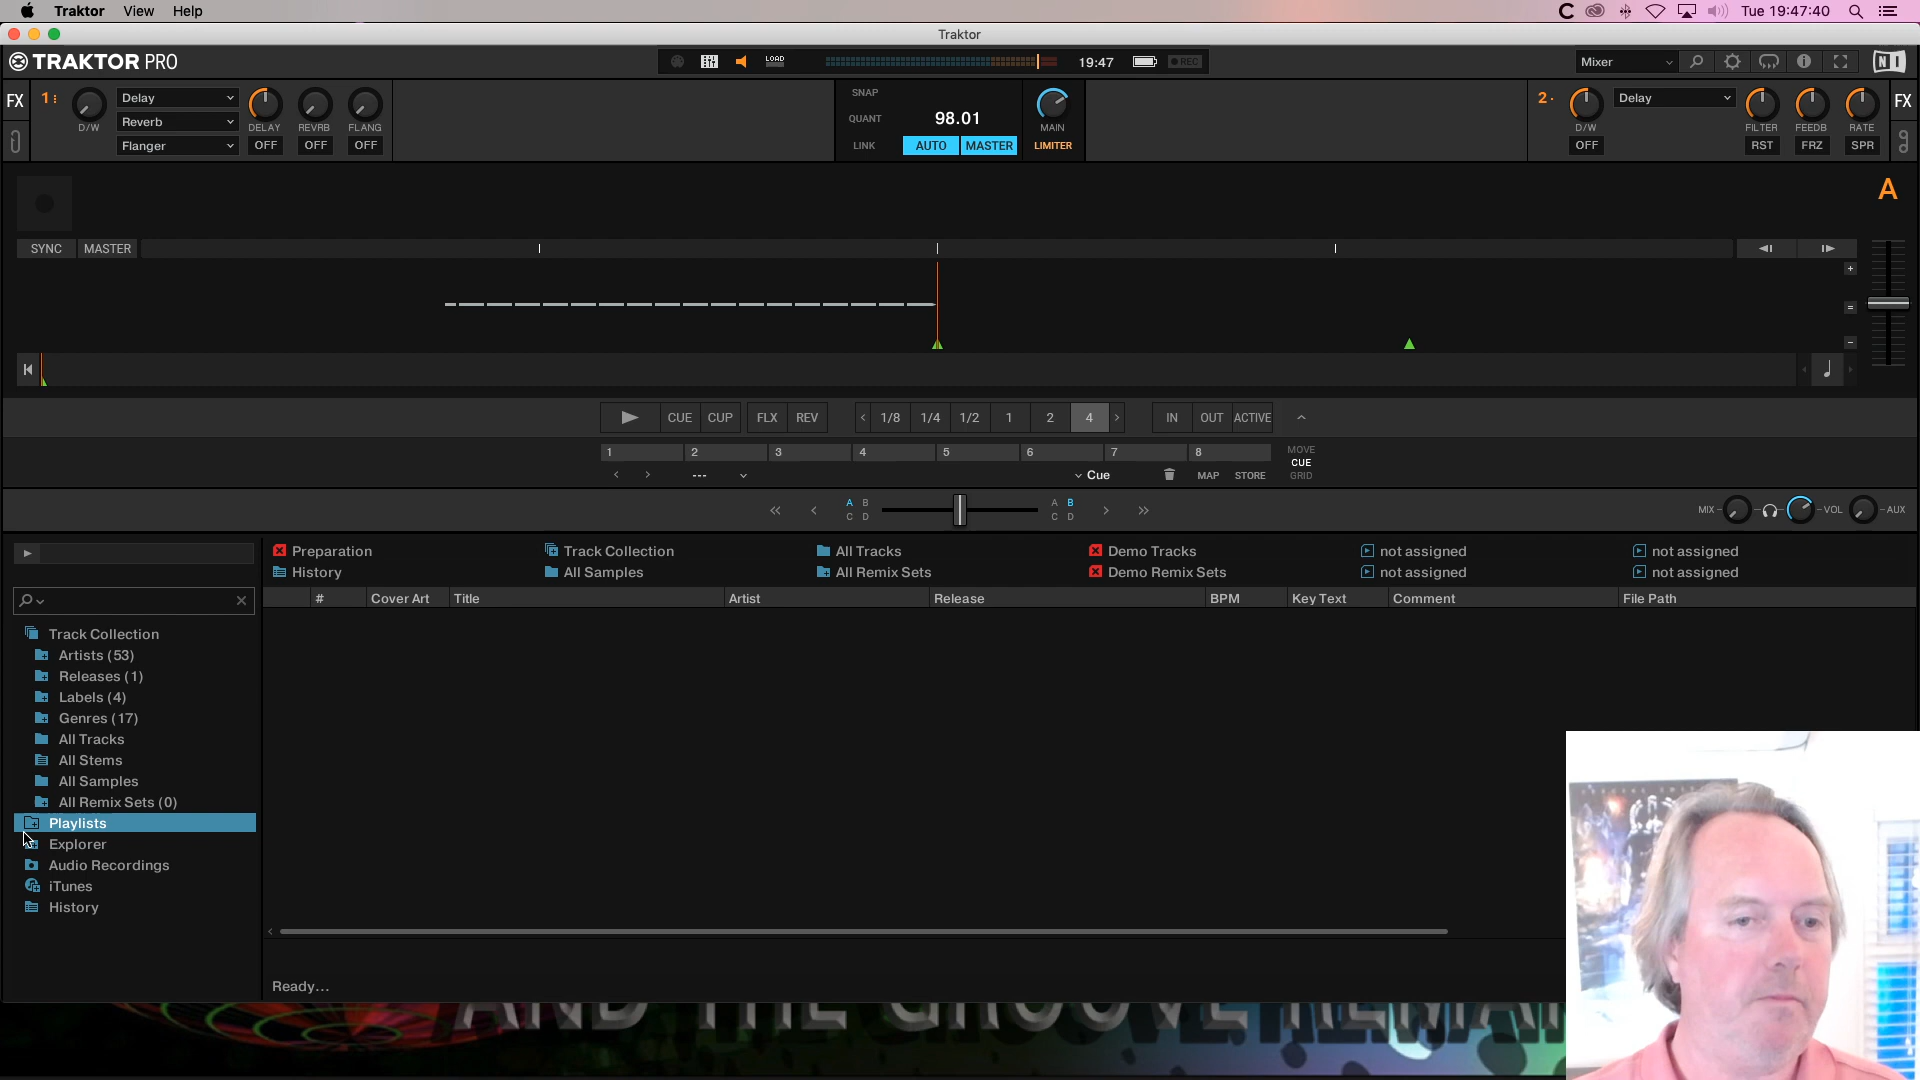 Traktor View Help Tue 19:47:40
Traktor
TRAKTOR PRO LOAD 19:47 REC Mixer NI
FX 1 D/W Delay Reverb Flanger DELAY REVRB FLANG OFF OFF OFF
SNAP
QUANT 98.01
LINK AUTO MASTER
MAIN
LIMITER
2 D/W OFF Delay FILTER FEEDB RATE RST FRZ SPR FX
A
SYNC MASTER
CUE CUP FLX REV 1/8 1/4 1/2 1 2 4 IN OUT ACTIVE
1 2 3 4 5 6 7 8 MOVE
CUE
GRID
--- Cue MAP STORE
A B A B
C D C D
MIX VOL AUX
Preparation Track Collection All Tracks Demo Tracks not assigned not assigned
History All Samples All Remix Sets Demo Remix Sets not assigned not assigned
# Cover Art Title Artist Release BPM Key Text Comment File Path
Track Collection
Artists (53)
Releases (1)
Labels (4)
Genres (17)
All Tracks
All Stems
All Samples
All Remix Sets (0)
Playlists
Explorer
Audio Recordings
iTunes
History
Ready...
AND THE GROOVE